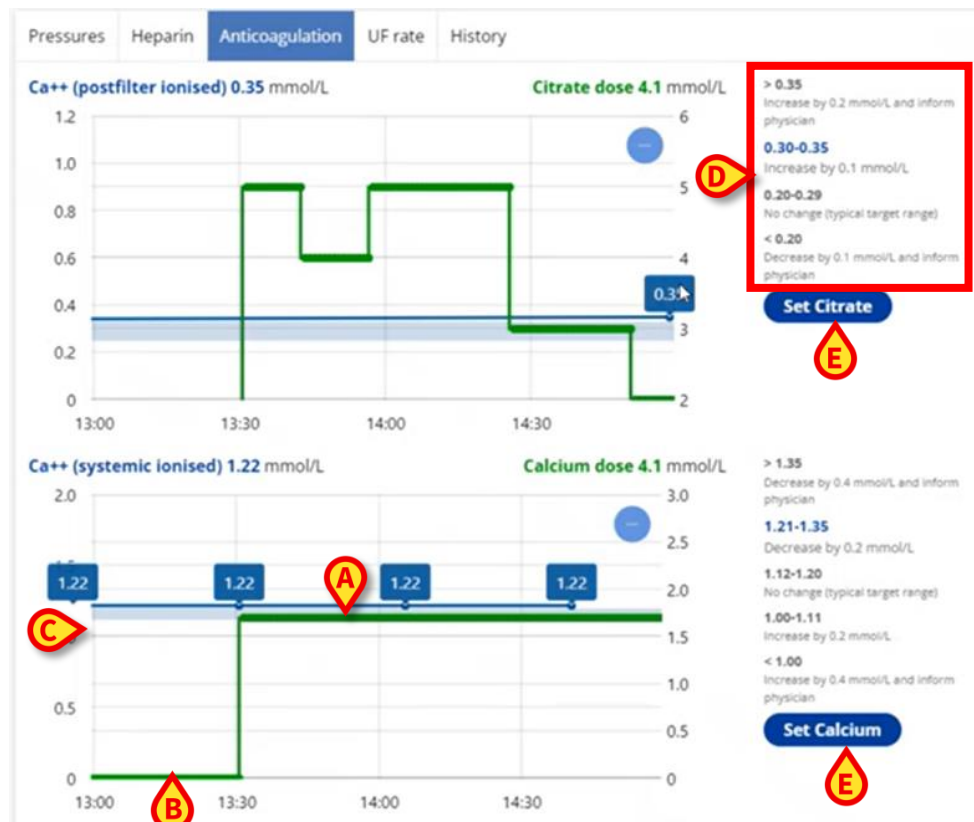 Pressures Heparin Anticoagulation UF rate History
Ca++ (postfilter ionised) 0.35 mmol/L Citrate dose 4.1 mmol/L
1.2
1.0
0.8
0.6
0.4
0.2
0
6
5
4
3
2
0.35
13:00 13:30 14:00 14:30
> 0.35
Increase by 0.2 mmol/L and inform
physician
0.30-0.35
Increase by 0.1 mmol/L
0.20-0.29
No change (typical target range)
< 0.20
Decrease by 0.1 mmol/L and inform
physician
D
Set Citrate
E
Ca++ (systemic ionised) 1.22 mmol/L Calcium dose 4.1 mmol/L
2.0
0.5
0
3.0
2.5
2.0
1.5
1.0
0.5
0
1.22 1.22 1.22 1.22
A
C
B
13:00 13:30 14:00 14:30
> 1.35
Decrease by 0.4 mmol/L and inform
physician
1.21-1.35
Decrease by 0.2 mmol/L
1.12-1.20
No change (typical target range)
1.00-1.11
Increase by 0.2 mmol/L
< 1.00
Increase by 0.4 mmol/L and inform
physician
Set Calcium
E